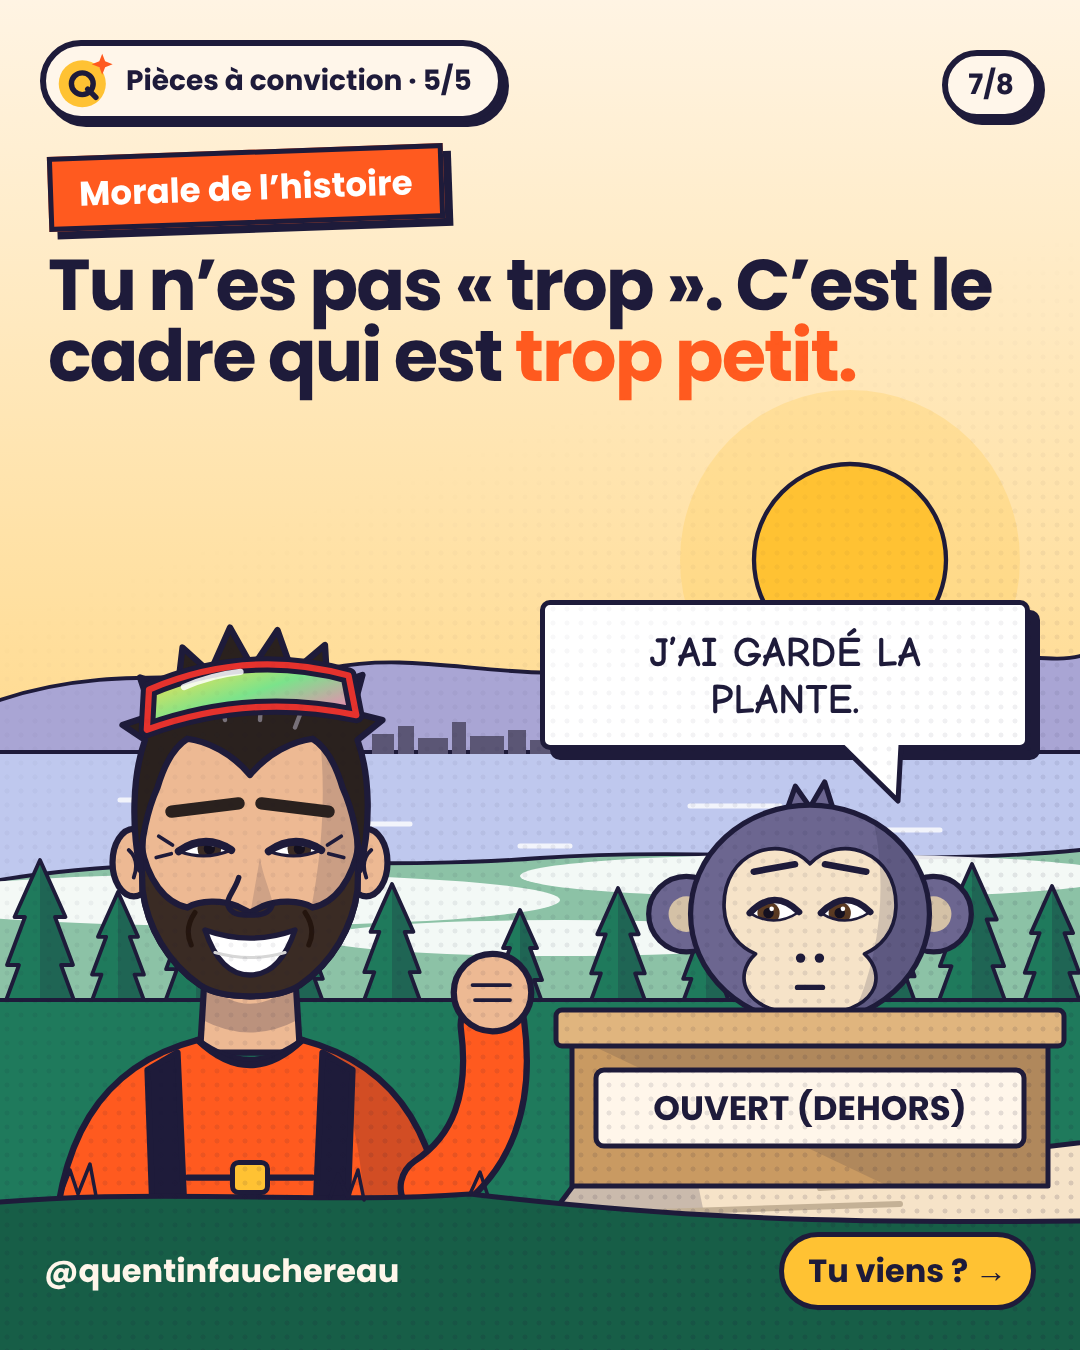 Q
Pièces à conviction · 5/5
7/8
Morale de l’histoire
Tu n’es pas « trop ». C’est le
cadre qui est trop petit.
J’AI GARDÉ LA
PLANTE.
OUVERT (DEHORS)
@quentinfauchereau
Tu viens ? →